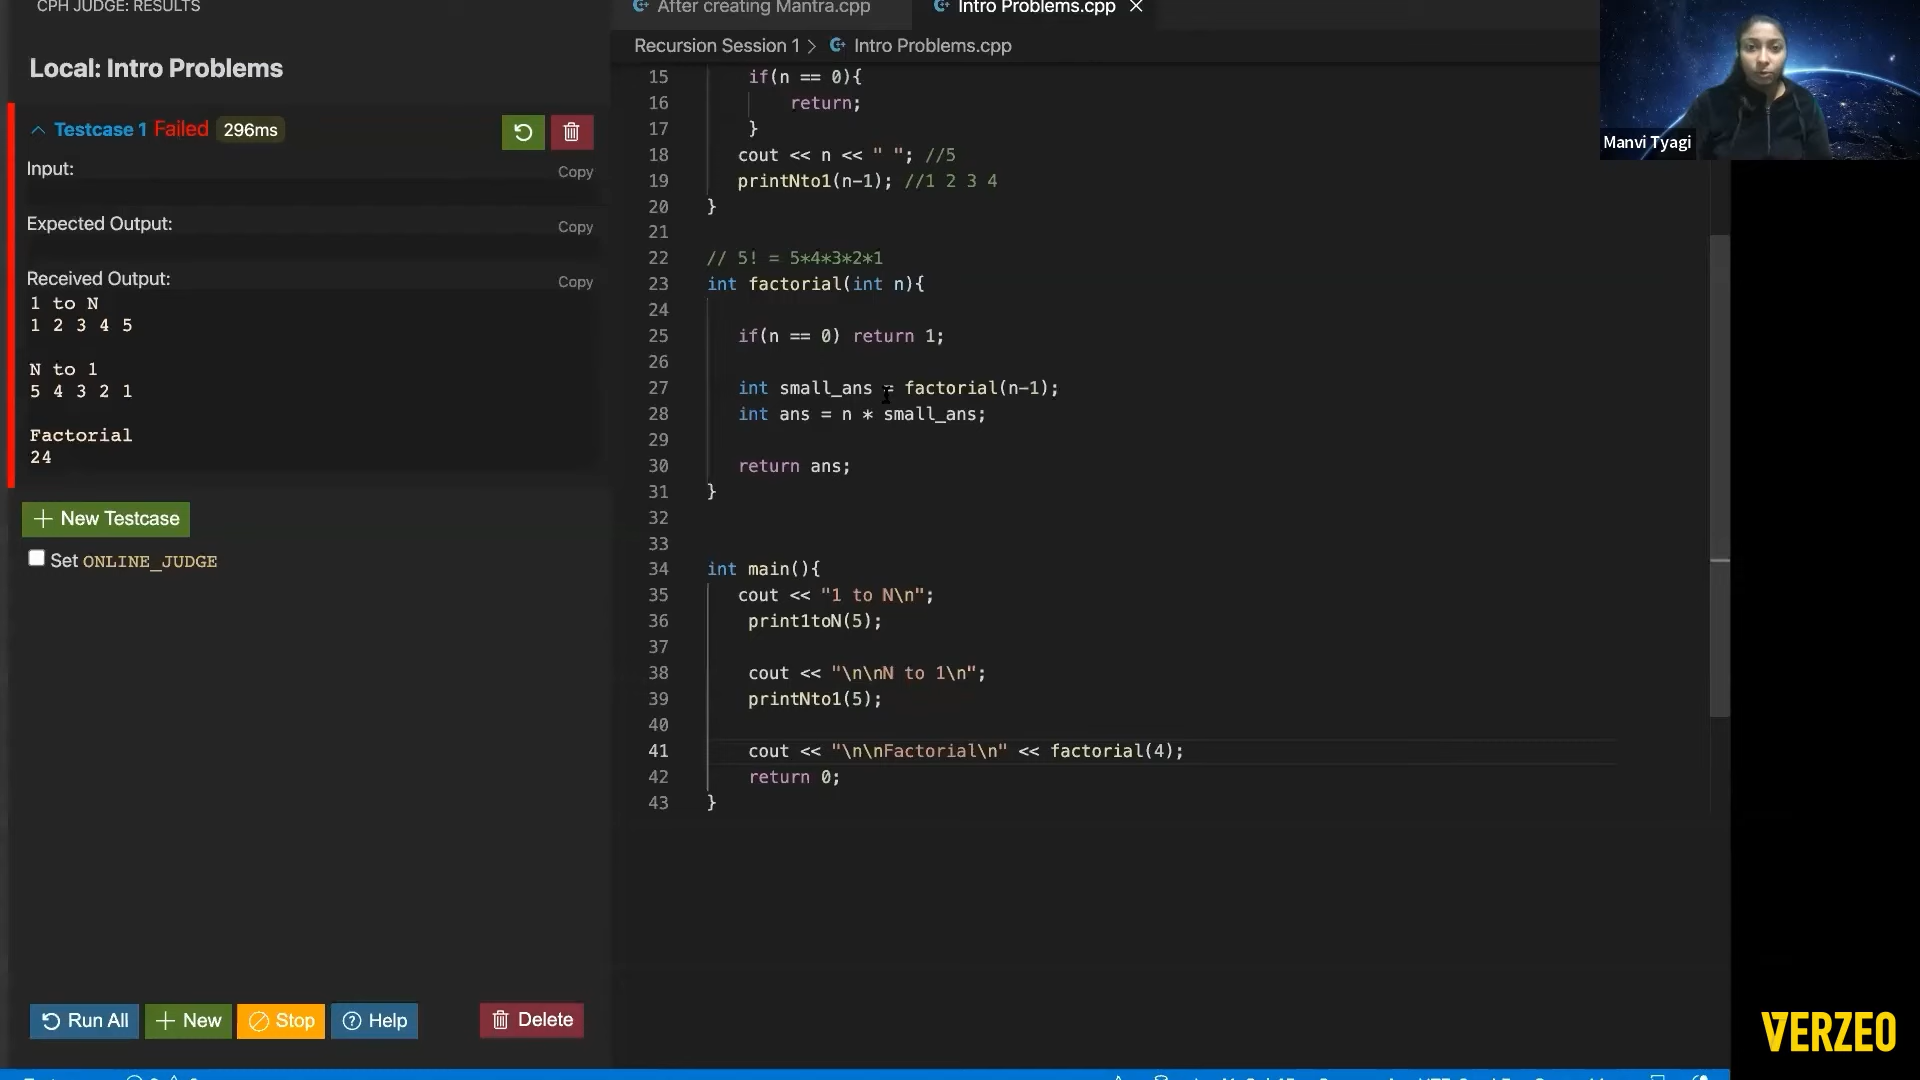 CPH JUDGE: RESULTS
Local: Intro Problems
Testcase 1 Failed 296ms
Input:
Copy
Expected Output:
Copy
Received Output:
Copy
1 to N
1 2 3 4 5
N to 1
5 4 3 2 1
Factorial
24
New Testcase
Set ONLINE_JUDGE
Run All
New
Stop
Help
Delete
After creating Mantra.cpp
Intro Problems.cpp
Recursion Session 1 > Intro Problems.cpp
15 if(n == 0){
16 return;
17 }
18 cout << n << " "; //5
19 printNto1(n-1); //1 2 3 4
20 }
21
22 // 5! = 5*4*3*2*1
23 int factorial(int n){
24
25 if(n == 0) return 1;
26
27 int small_ans = factorial(n-1);
28 int ans = n * small_ans;
29
30 return ans;
31 }
32
33
34 int main(){
35 cout << "1 to N\n";
36 print1toN(5);
37
38 cout << "\n\nN to 1\n";
39 printNto1(5);
40
41 cout << "\n\nFactorial\n" << factorial(4);
42 return 0;
43 }
Manvi Tyagi
VERZEO